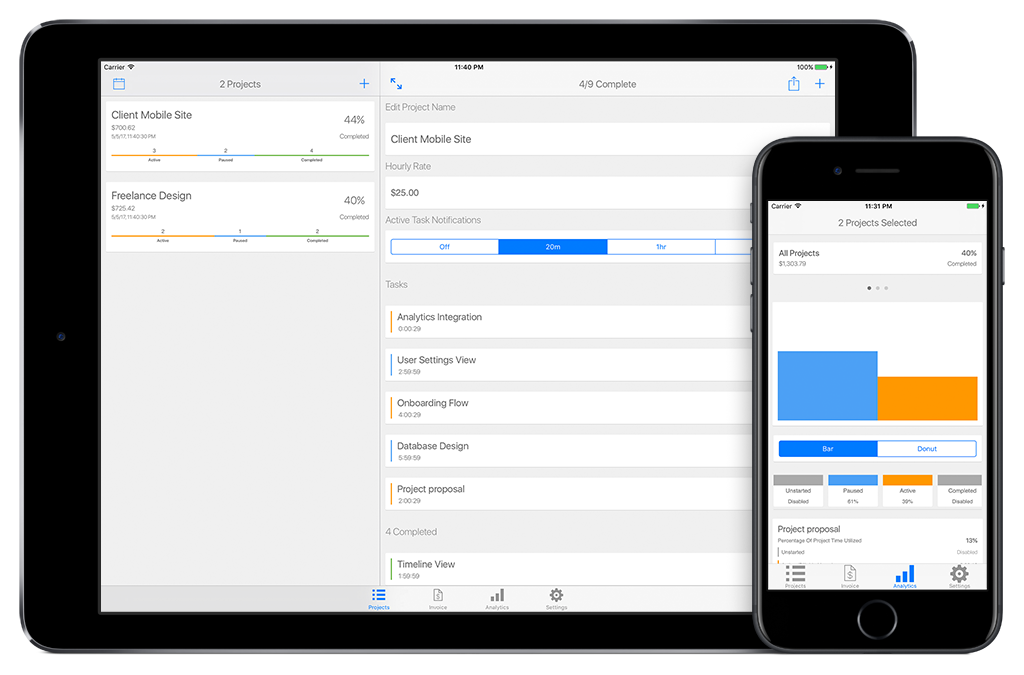 Carrier
11:40 PM
100%
2 Projects
+
4/9 Complete
+
Client Mobile Site
44%
$700.62
Completed
5/5/17, 11:40:30 PM
3
2
4
Active
Paused
Completed
Freelance Design
40%
$725.42
Completed
5/5/17, 11:40:30 PM
2
1
2
Active
Paused
Completed
Edit Project Name
Client Mobile Site
Hourly Rate
$25.00
Active Task Notifications
Off
20m
1hr
Tasks
Analytics Integration
0:00:29
User Settings View
2:59:59
Onboarding Flow
4:00:29
Database Design
5:59:59
Project proposal
2:00:29
4 Completed
Timeline View
1:59:59
Projects
Invoice
Analytics
Settings
Carrier
11:31 PM
2 Projects Selected
All Projects
40%
$1,303.79
Completed
Bar
Donut
Unstarted
Paused
Active
Completed
Disabled
61%
39%
Disabled
Project proposal
Percentage Of Project Time Utilized
13%
Unstarted
Disabled
Projects
Invoice
Analytics
Settings